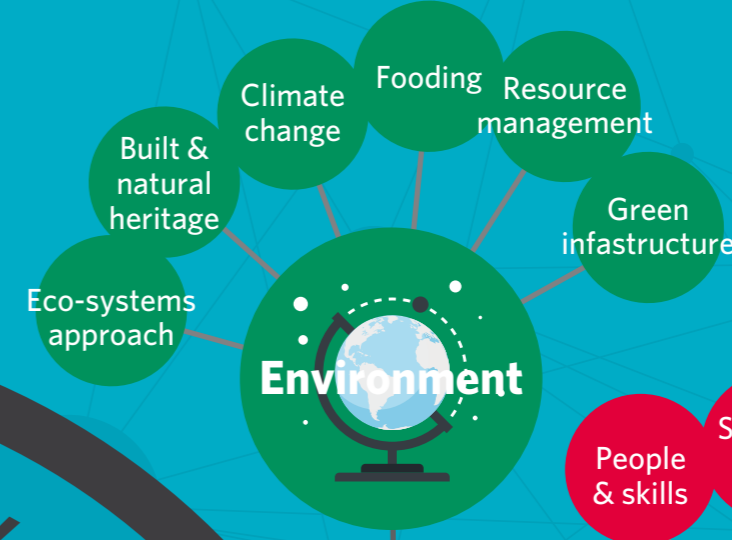 Fooding
Climate
change
Resource
management
Built &
natural
heritage
Green
infastructure
Eco-systems
approach
Environment
People
& skills